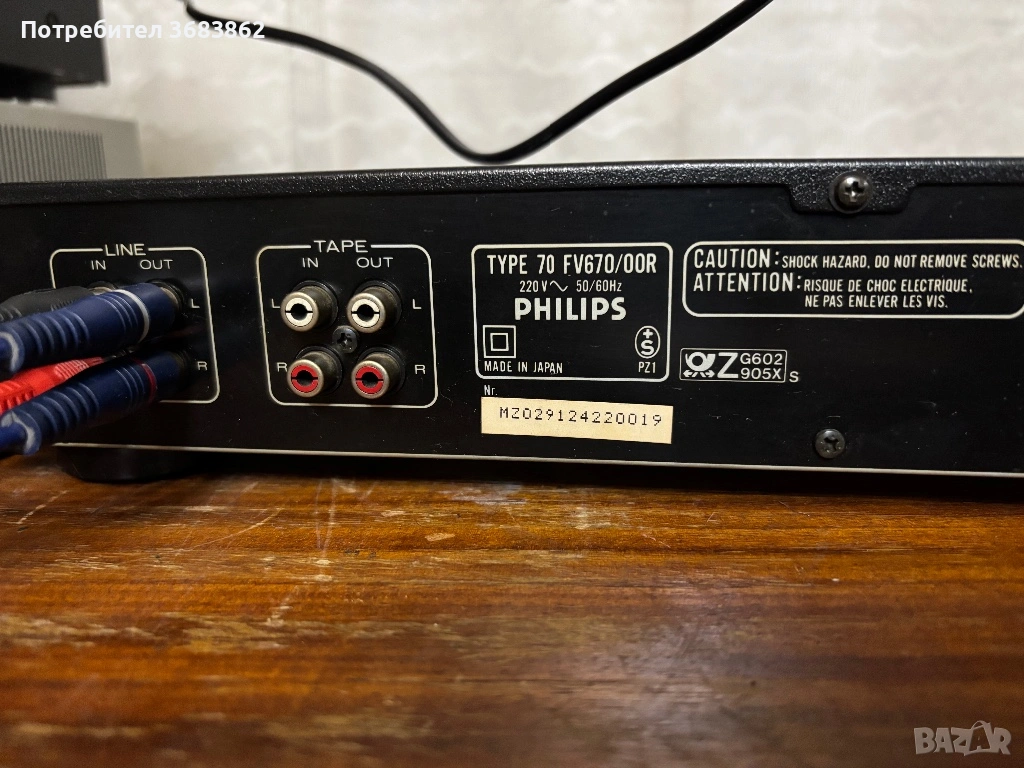 Потребител 3683862
LINE
IN OUT
L
R
TAPE
IN OUT
L L
R R
TYPE 70 FV670/00R
220 V~ 50/60Hz
PHILIPS
MADE IN JAPAN
+S
PZ1
Nr.
MZ029124220019
CAUTION: SHOCK HAZARD, DO NOT REMOVE SCREWS.
ATTENTION: RISQUE DE CHOC ELECTRIQUE,
NE PAS ENLEVER LES VIS.
Z G602
905X S
BAZAR